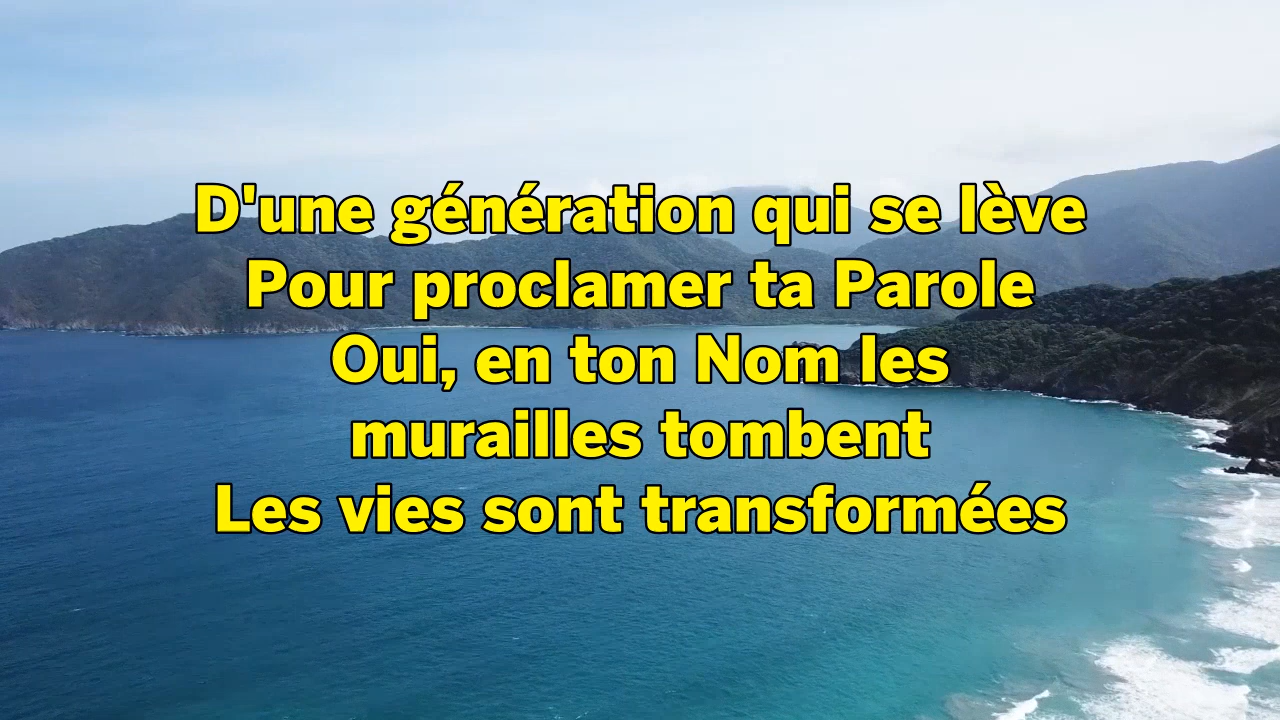 D'une génération qui se lève
Pour proclamer ta Parole
Oui, en ton Nom les
murailles tombent
Les vies sont transformées